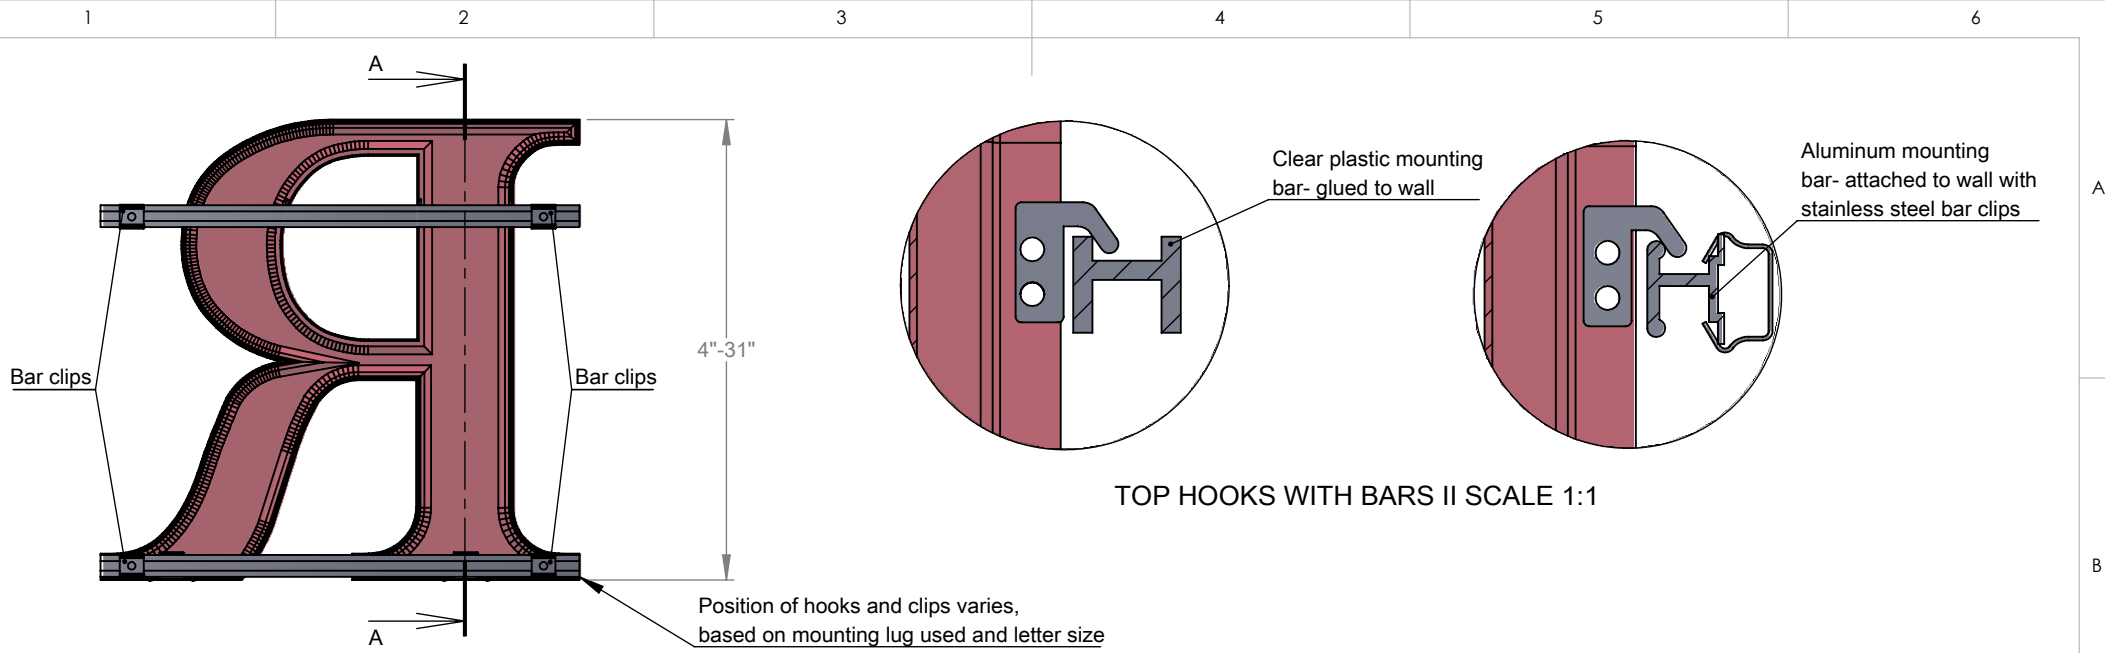 1 2 3 4 5 6
A
Clear plastic mounting
bar- glued to wall
Aluminum mounting
bar- attached to wall with
stainless steel bar clips
A
4"-31"
Bar clips
Bar clips
TOP HOOKS WITH BARS II SCALE 1:1
B
Position of hooks and clips varies,
based on mounting lug used and letter size
A